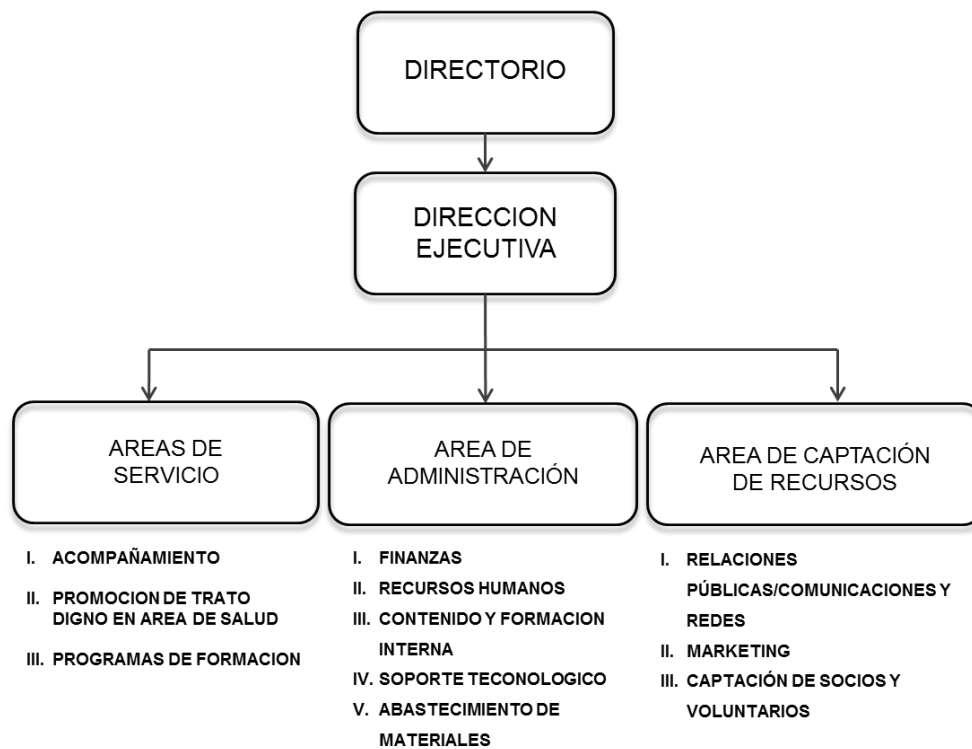 DIRECTORIO
DIRECCION
EJECUTIVA
AREAS DE
SERVICIO
I. ACOMPAÑAMIENTO
II. PROMOCION DE TRATO
DIGNO EN AREA DE SALUD
III. PROGRAMAS DE FORMACION
AREA DE
ADMINISTRACIÓN
I. FINANZAS
II. RECURSOS HUMANOS
III. CONTENIDO Y FORMACION
INTERNA
IV. SOPORTE TECONOLOGICO
V. ABASTECIMIENTO DE
MATERIALES
AREA DE CAPTACIÓN
DE RECURSOS
I. RELACIONES
PÚBLICAS/COMUNICACIONES Y
REDES
II. MARKETING
III. CAPTACIÓN DE SOCIOS Y
VOLUNTARIOS